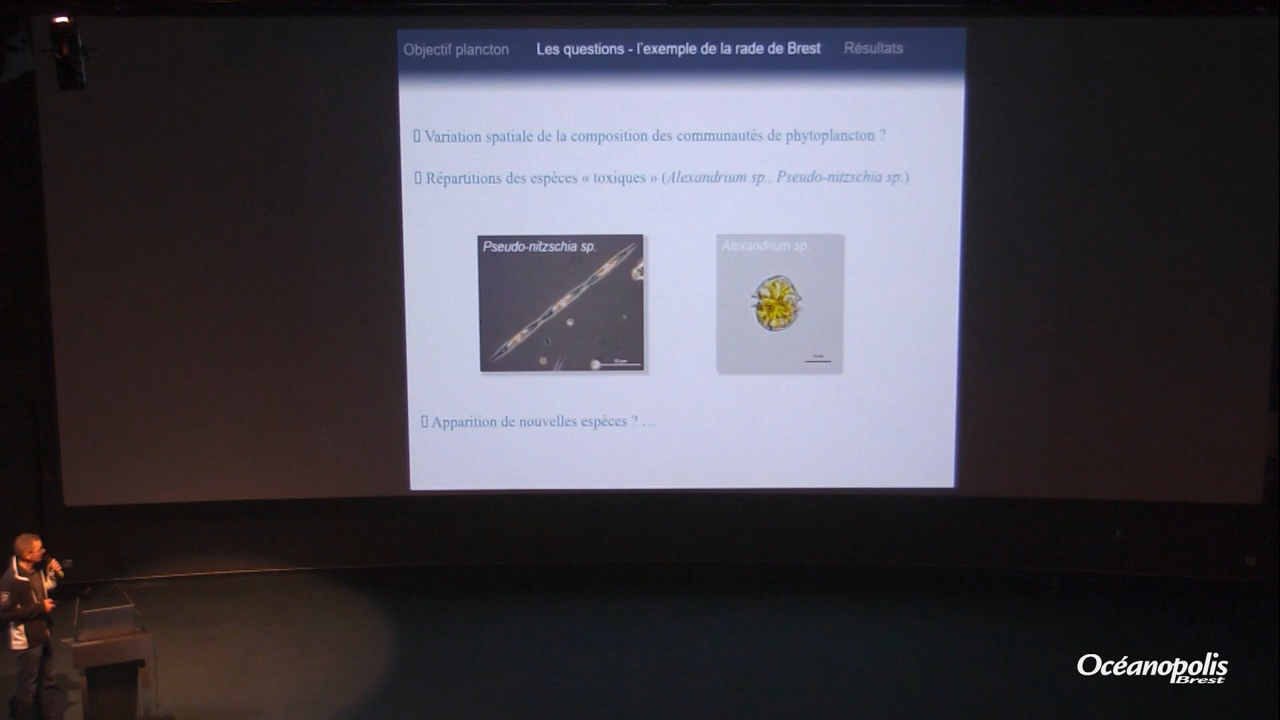 Objectif plancton Les questions - l'exemple de la rade de Brest Résultats
Variation spatiale de la composition des communautés de phytoplancton ?
Répartitions des espèces « toxiques » (Alexandrium sp., Pseudo-nitzschia sp.)
Pseudo-nitzschia sp.
Alexandrium sp.
Apparition de nouvelles espèces ? ...
Océanopolis
Brest